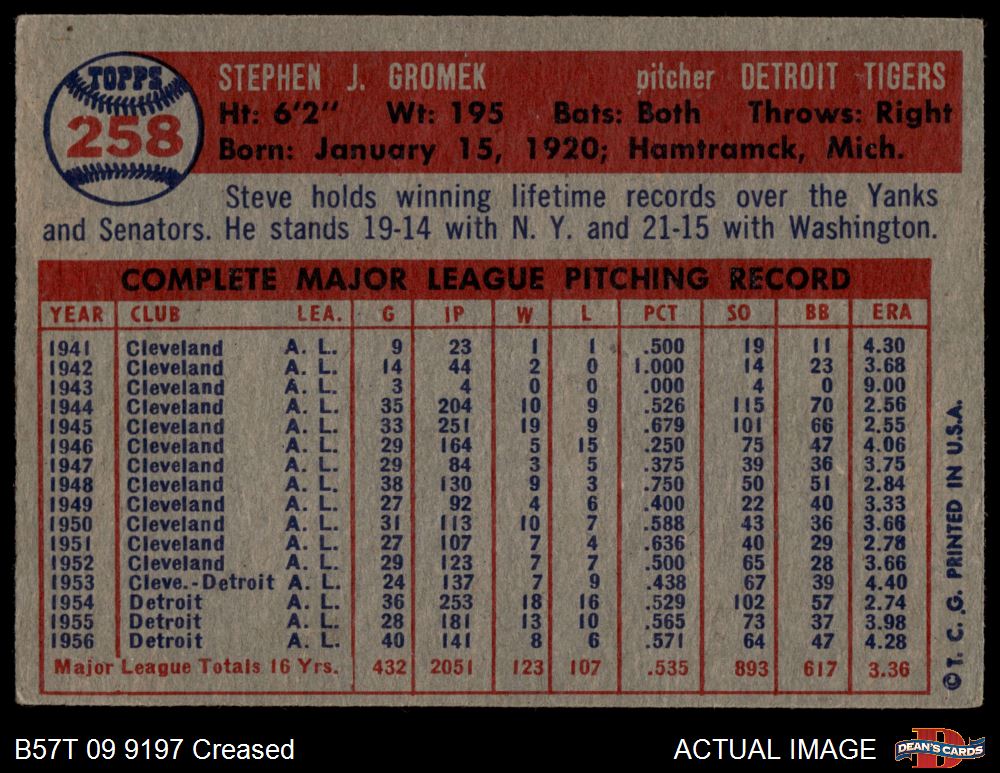 TOPPS
258
STEPHEN J. GROMEK pitcher DETROIT TIGERS
Ht: 6'2" Wt: 195 Bats: Both Throws: Right
Born: January 15, 1920; Hamtramck, Mich.
Steve holds winning lifetime records over the Yanks
and Senators. He stands 19-14 with N. Y. and 21-15 with Washington.
COMPLETE MAJOR LEAGUE PITCHING RECORD
YEAR CLUB LEA. G IP W L PCT SO BB ERA
1941 Cleveland A. L. 9 23 1 1 .500 19 11 4.30
1942 Cleveland A. L. 14 44 2 0 1.000 14 23 3.68
1943 Cleveland A. L. 3 4 0 0 .000 4 0 9.00
1944 Cleveland A. L. 35 204 10 9 .526 115 70 2.56
1945 Cleveland A. L. 33 251 19 9 .679 101 66 2.55
1946 Cleveland A. L. 29 164 5 15 .250 75 47 4.06
1947 Cleveland A. L. 29 84 3 5 .375 39 36 3.75
1948 Cleveland A. L. 38 130 9 3 .750 50 51 2.84
1949 Cleveland A. L. 27 92 4 6 .400 22 40 3.33
1950 Cleveland A. L. 31 113 10 7 .588 43 36 3.66
1951 Cleveland A. L. 27 107 7 4 .636 40 29 2.78
1952 Cleveland A. L. 29 123 7 7 .500 65 28 3.66
1953 Cleve.-Detroit A. L. 24 137 7 9 .438 67 39 4.40
1954 Detroit A. L. 36 253 18 16 .529 102 57 2.74
1955 Detroit A. L. 28 181 13 10 .565 73 37 3.98
1956 Detroit A. L. 40 141 8 6 .571 64 47 4.28
Major League Totals 16 Yrs. 432 2051 123 107 .535 893 617 3.36
© T. C. G. PRINTED IN U.S.A.
B57T 09 9197 Creased
ACTUAL IMAGE
D
DEAN'S CARDS